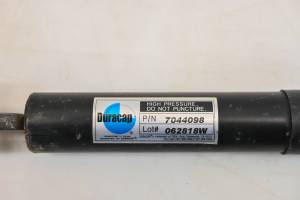 Duracap
HIGH PRESSURE.
DO NOT PUNCTURE.
P/N 7044098
Lot# 062818W